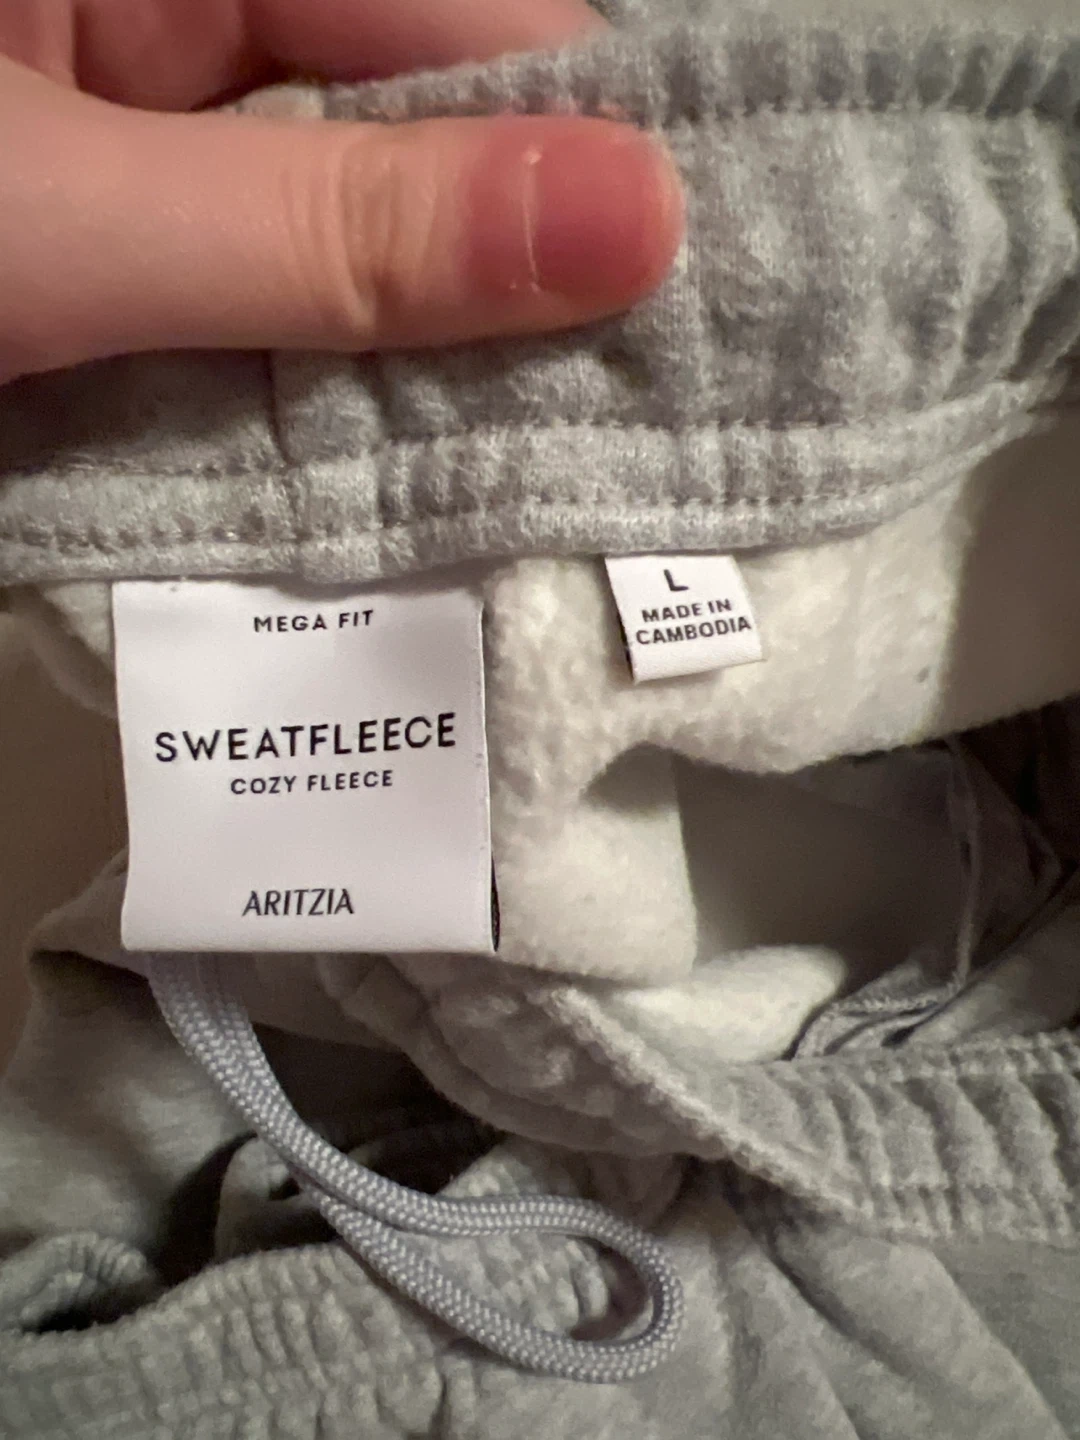 MEGA FIT
SWEATFLEECE
COZY FLEECE
ARITZIA
L
MADE IN
CAMBODIA